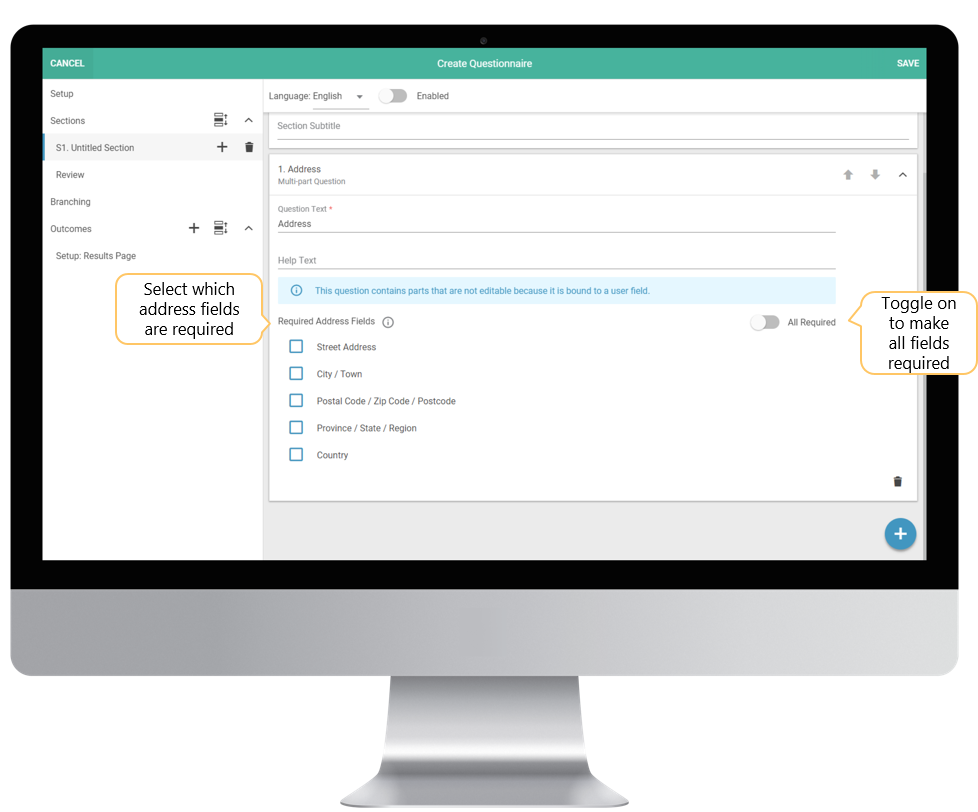 CANCEL
Create Questionnaire
SAVE
Setup
Sections
S1. Untitled Section
Review
Branching
Outcomes
Setup: Results Page
Language: English
Enabled
Section Subtitle
1. Address
Multi-part Question
Question Text *
Address
Help Text
This question contains parts that are not editable because it is bound to a user field.
Required Address Fields
All Required
Street Address
City / Town
Postal Code / Zip Code / Postcode
Province / State / Region
Country
Select which
address fields
are required
Toggle on
to make
all fields
required